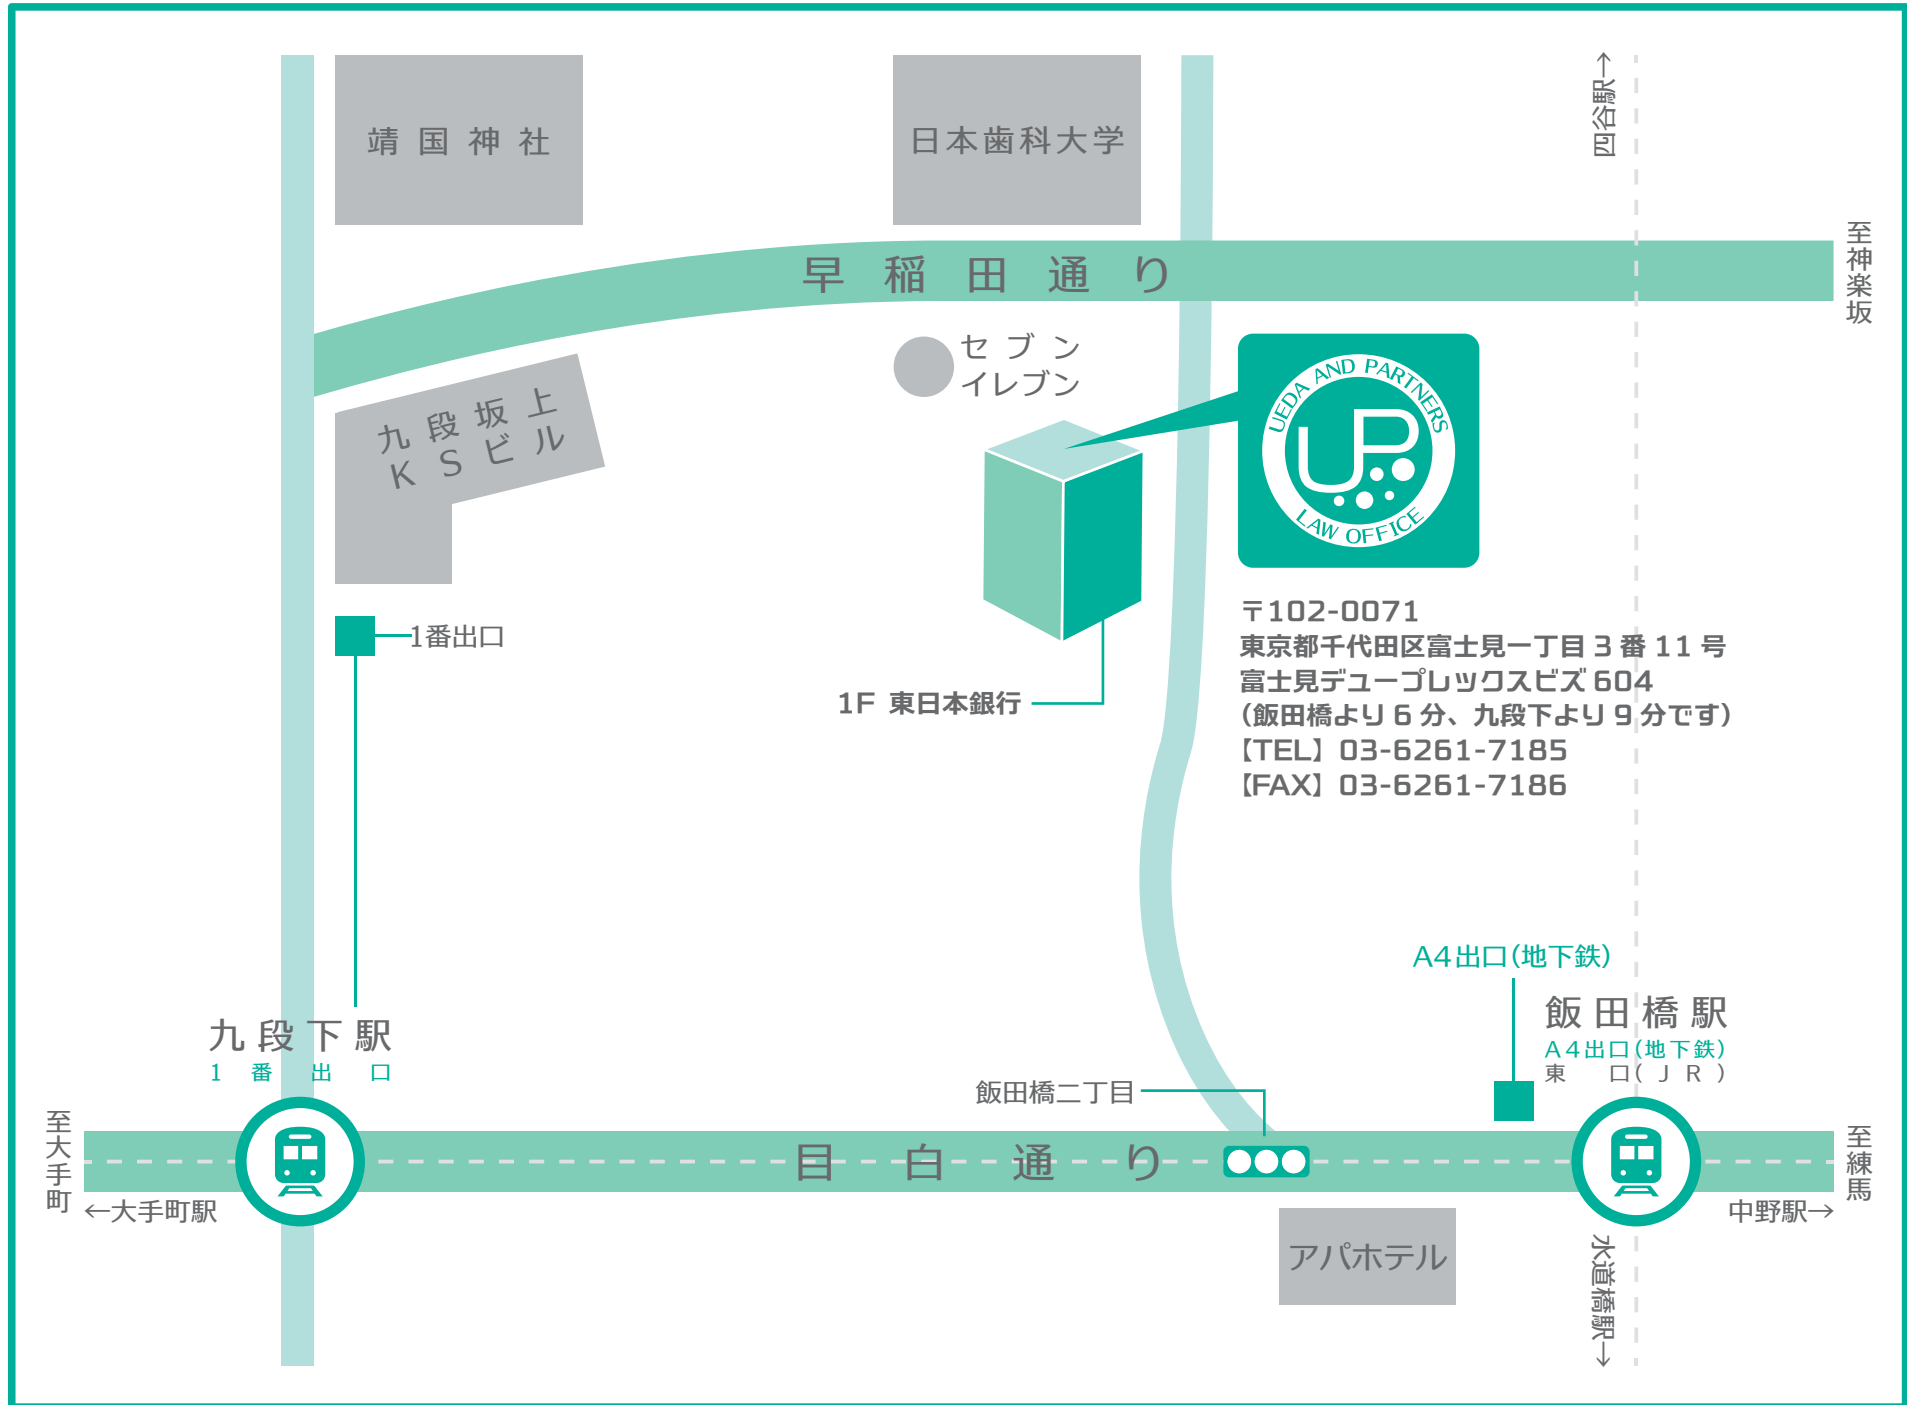 靖国神社
日本歯科大学
四谷駅→
早稲田通り
至神楽坂
セブン
イレブン
九段坂上
KSビル
UEDA AND PARTNERS
UP
LAW OFFICE
1番出口
1F 東日本銀行
〒102-0071
東京都千代田区富士見一丁目3番11号
富士見デュープレックスビズ604
(飯田橋より6分、九段下より9分です)
【TEL】03-6261-7185
【FAX】03-6261-7186
A4出口(地下鉄)
九段下駅
1番出口
飯田橋駅
A4出口(地下鉄)
東口(JR)
飯田橋二丁目
至大手町
目白通り
至練馬
←大手町駅
中野駅→
アパホテル
水道橋駅→